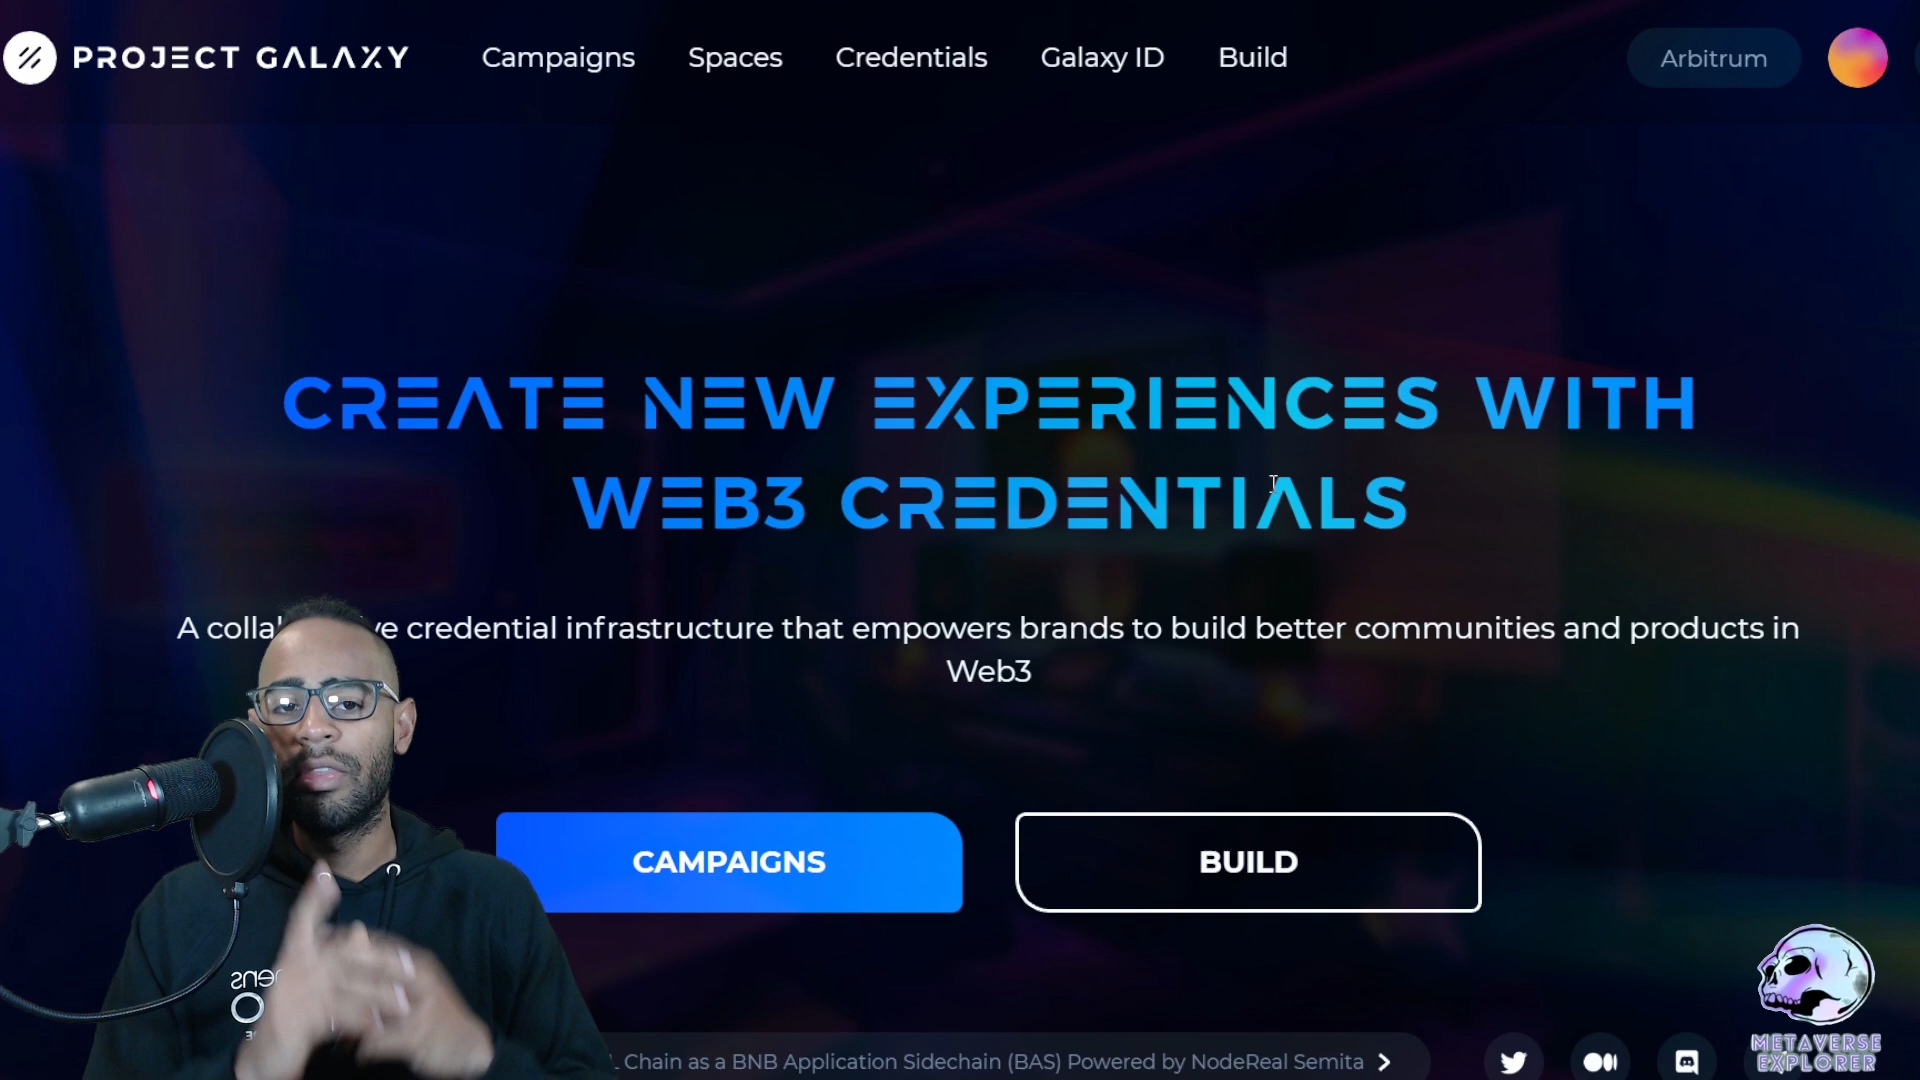 PROJECT GALAXY
Campaigns
Spaces
Credentials
Galaxy ID
Build
Arbitrum
CREATE NEW EXPERIENCES WITH
WEB3 CREDENTIALS
A credential infrastructure that empowers brands to build better communities and products in
Web3
CAMPAIGNS
BUILD
Chain as a BNB Application Sidechain (BAS) Powered by NodeReal Semita
METAVERSE
EXPLORER